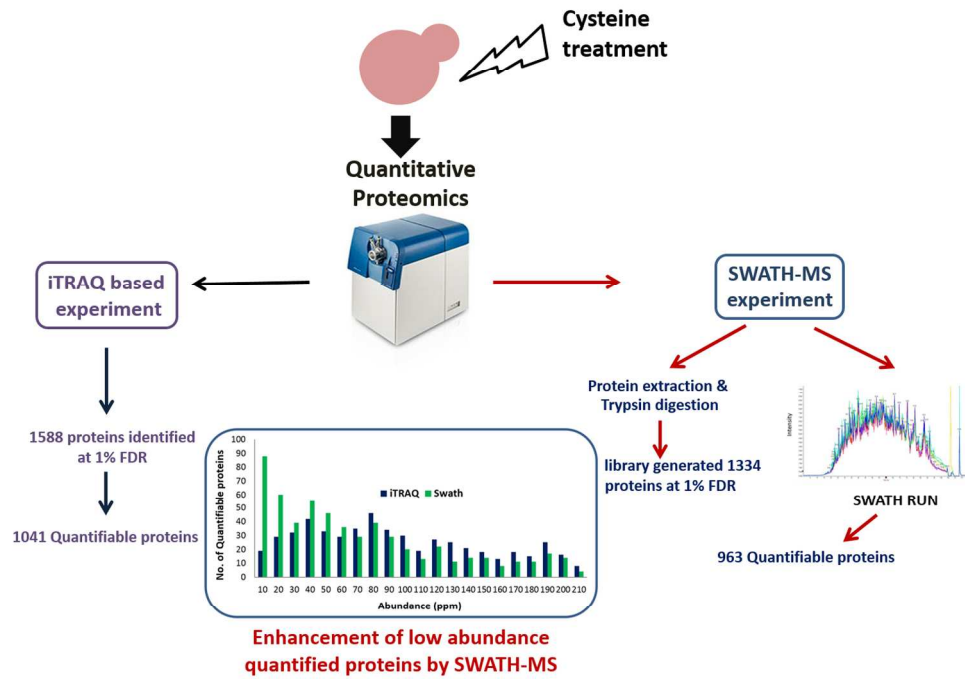 Cysteine
treatment
Quantitative
Proteomics
iTRAQ based
experiment
SWATH-MS
experiment
1588 proteins identified
at 1% FDR
1041 Quantifiable proteins
Protein extraction &
Trypsin digestion
library generated 1334
proteins at 1% FDR
Intensity
SWATH RUN
963 Quantifiable proteins
No. of Quantifiable proteins
100
90
80
70
60
50
40
30
20
10
0
iTRAQ Swath
10 20 30 40 50 60 70 80 90 100 110 120 130 140 150 160 170 180 190 200 210
Abundance (ppm)
Enhancement of low abundance
quantified proteins by SWATH-MS